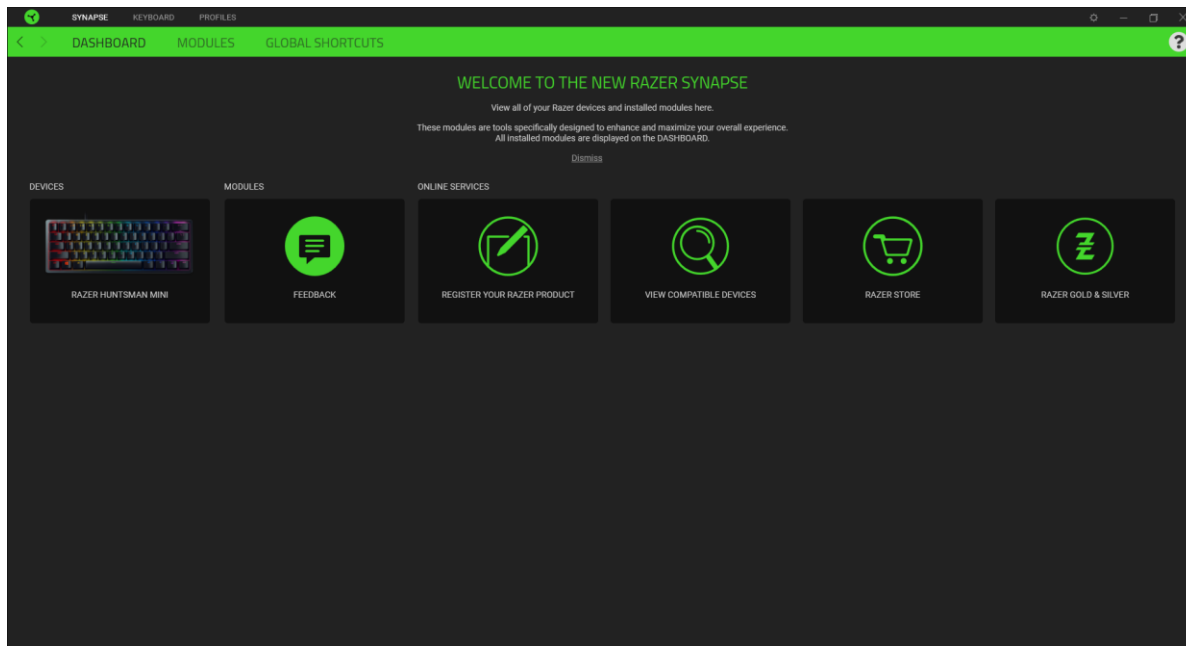 SYNAPSE KEYBOARD PROFILES
DASHBOARD MODULES GLOBAL SHORTCUTS
?
WELCOME TO THE NEW RAZER SYNAPSE
View all of your Razer devices and installed modules here.
These modules are tools specifically designed to enhance and maximize your overall experience.
All installed modules are displayed on the DASHBOARD.
Dismiss
DEVICES MODULES ONLINE SERVICES
RAZER HUNTSMAN MINI FEEDBACK REGISTER YOUR RAZER PRODUCT VIEW COMPATIBLE DEVICES RAZER STORE RAZER GOLD & SILVER